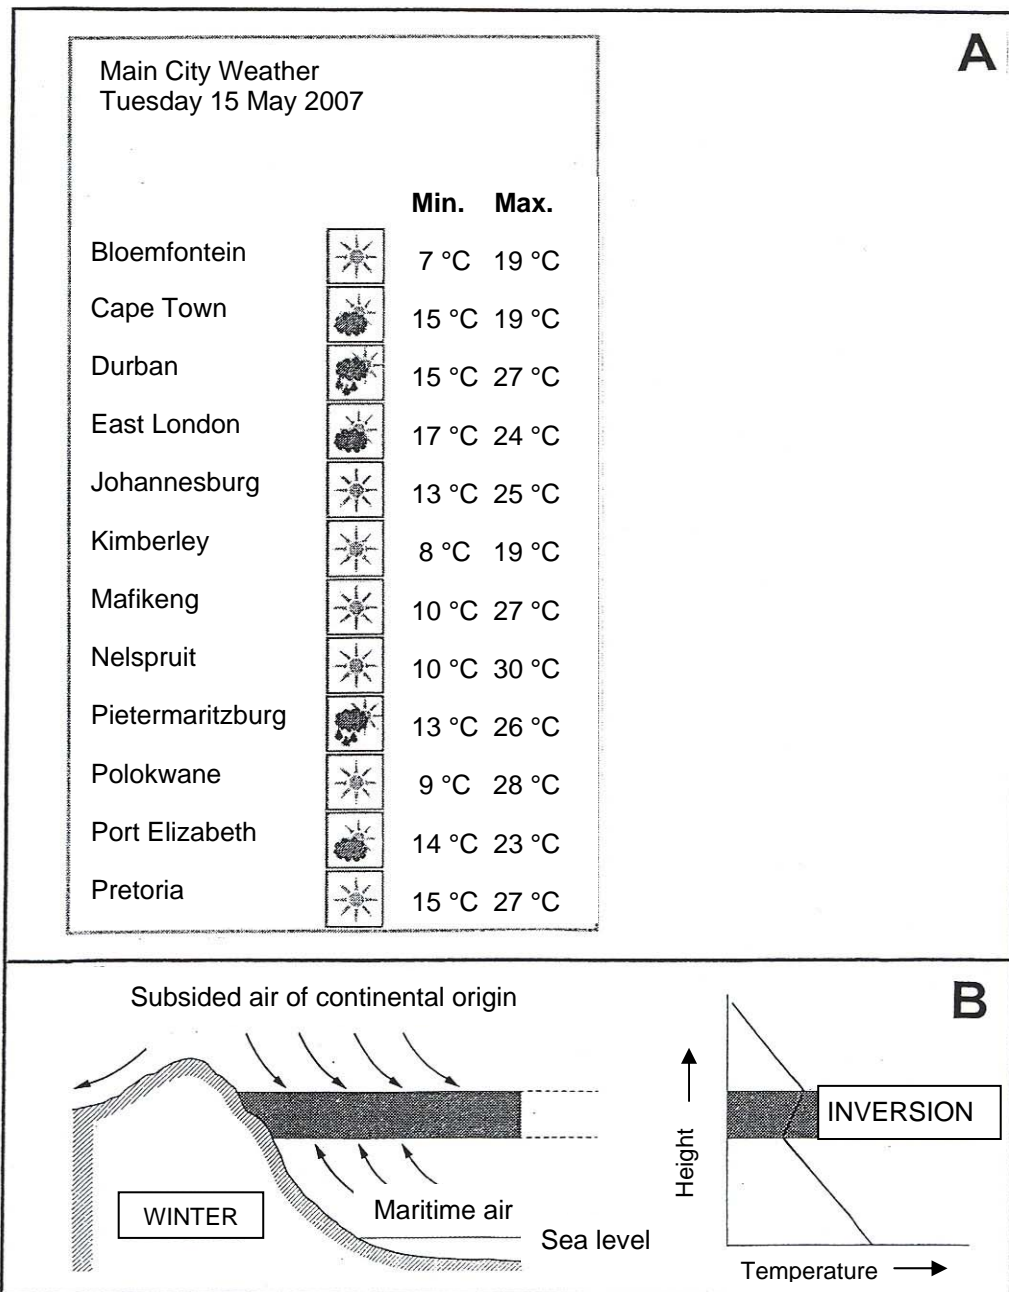 A
Main City Weather
Tuesday 15 May 2007
Min. Max.
Bloemfontein 7 °C 19 °C
Cape Town 15 °C 19 °C
Durban 15 °C 27 °C
East London 17 °C 24 °C
Johannesburg 13 °C 25 °C
Kimberley 8 °C 19 °C
Mafikeng 10 °C 27 °C
Nelspruit 10 °C 30 °C
Pietermaritzburg 13 °C 26 °C
Polokwane 9 °C 28 °C
Port Elizabeth 14 °C 23 °C
Pretoria 15 °C 27 °C
B
Subsided air of continental origin
INVERSION
Height
WINTER
Maritime air
Sea level
Temperature